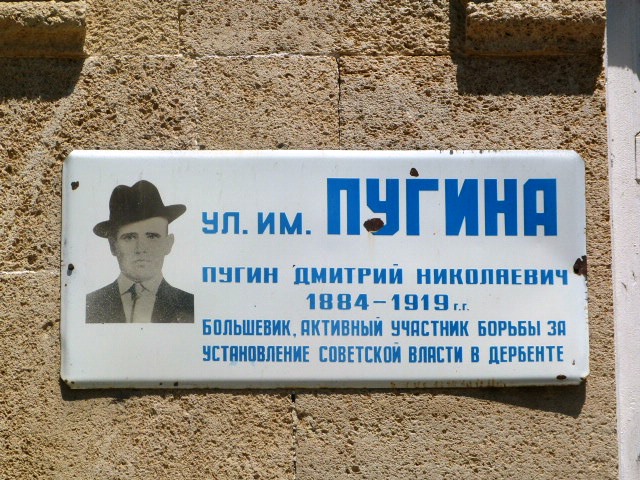 УЛ. ИМ. ПУГИНА
ПУГИН ДМИТРИЙ НИКОЛАЕВИЧ
1884-1919 г.г.
БОЛЬШЕВИК, АКТИВНЫЙ УЧАСТНИК БОРЬБЫ ЗА
УСТАНОВЛЕНИЕ СОВЕТСКОЙ ВЛАСТИ В ДЕРБЕНТЕ